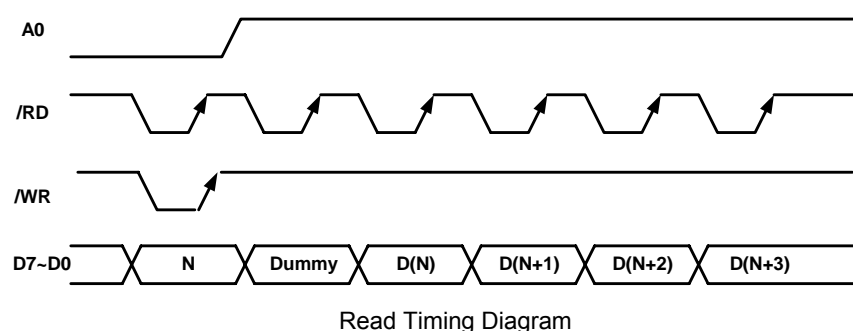 A0
/RD
/WR
D7~D0 N Dummy D(N) D(N+1) D(N+2) D(N+3)
Read Timing Diagram